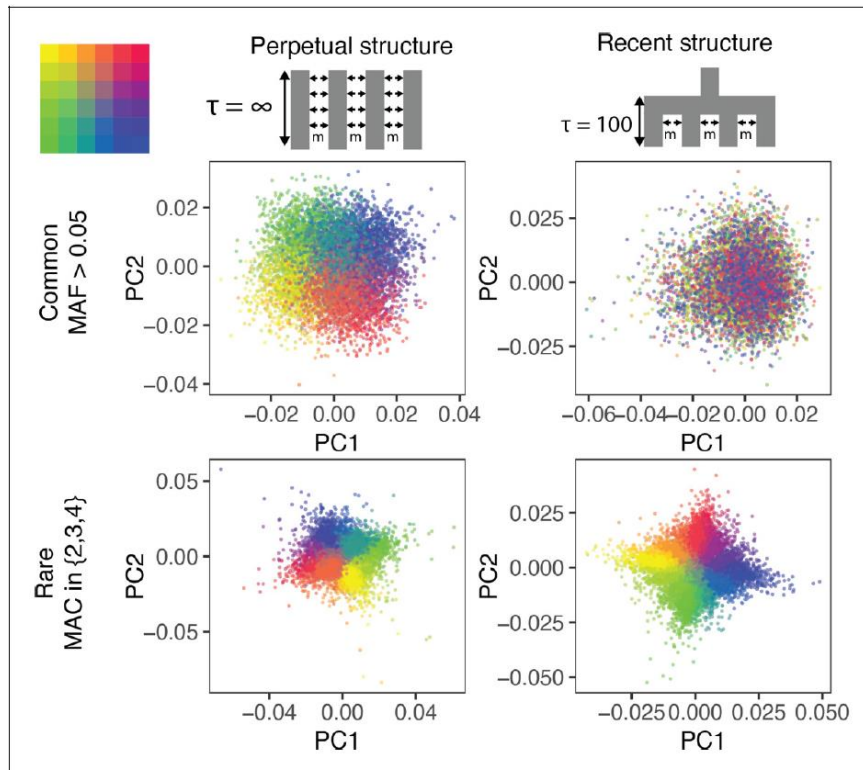 Perpetual structure
Recent structure
τ = ∞
m m m
τ = 100
m m m
Common
MAF > 0.05
PC2
0.02
0.00
−0.02
−0.04
−0.02 0.00 0.02 0.04
PC1
PC2
0.025
0.000
−0.025
−0.06−0.04−0.02 0.00 0.02
PC1
Rare
MAC in {2,3,4}
PC2
0.05
0.00
−0.05
−0.04 0.00 0.04
PC1
PC2
0.025
0.000
−0.025
−0.050
−0.0250.000 0.025 0.050
PC1